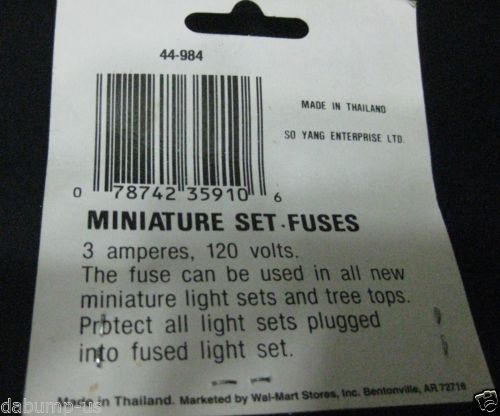 44-984
MADE IN THAILAND
SO YANG ENTERPRISE LTD.
0 78742 35910 6
MINIATURE SET FUSES
3 amperes, 120 volts.
The fuse can be used in all new
miniature light sets and tree tops.
Protect all light sets plugged
into fused light set.
Made in Thailand. Marketed by Wal-Mart Stores, Inc. Bentonville, AR 72716
dabump-us